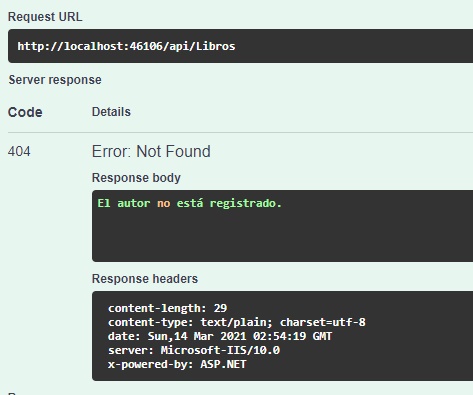 Request URL
http://localhost:46106/api/Libros
Server response
Code Details
404 Error: Not Found
Response body
El autor no está registrado.
Response headers
content-length: 29
content-type: text/plain; charset=utf-8
date: Sun,14 Mar 2021 02:54:19 GMT
server: Microsoft-IIS/10.0
x-powered-by: ASP.NET